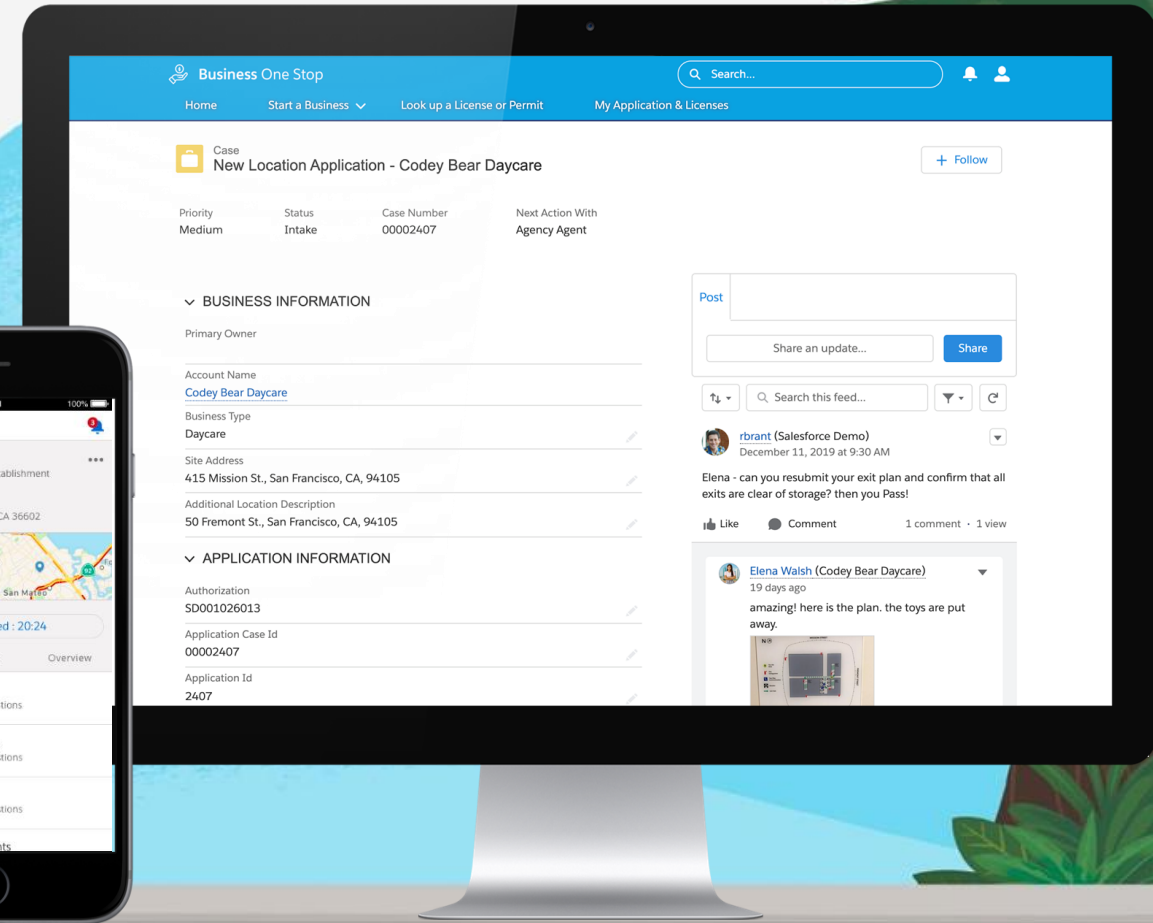 Business One Stop
Search...
Home
Start a Business
Look up a License or Permit
My Application & Licenses
Case
New Location Application - Codey Bear Daycare
+ Follow
Priority
Medium
Status
Intake
Case Number
00002407
Next Action With
Agency Agent
BUSINESS INFORMATION
Primary Owner
Account Name
Codey Bear Daycare
Business Type
Daycare
Site Address
415 Mission St., San Francisco, CA, 94105
Additional Location Description
50 Fremont St., San Francisco, CA, 94105
APPLICATION INFORMATION
Authorization
SD001026013
Application Case Id
00002407
Application Id
2407
Post
Share an update...
Share
Search this feed...
rbrant (Salesforce Demo)
December 11, 2019 at 9:30 AM
Elena - can you resubmit your exit plan and confirm that all
exits are clear of storage? then you Pass!
Like
Comment
1 comment · 1 view
Elena Walsh (Codey Bear Daycare)
19 days ago
amazing! here is the plan. the toys are put
away.
100%
3
CA 36602
92
San Mateo
: 20:24
Overview